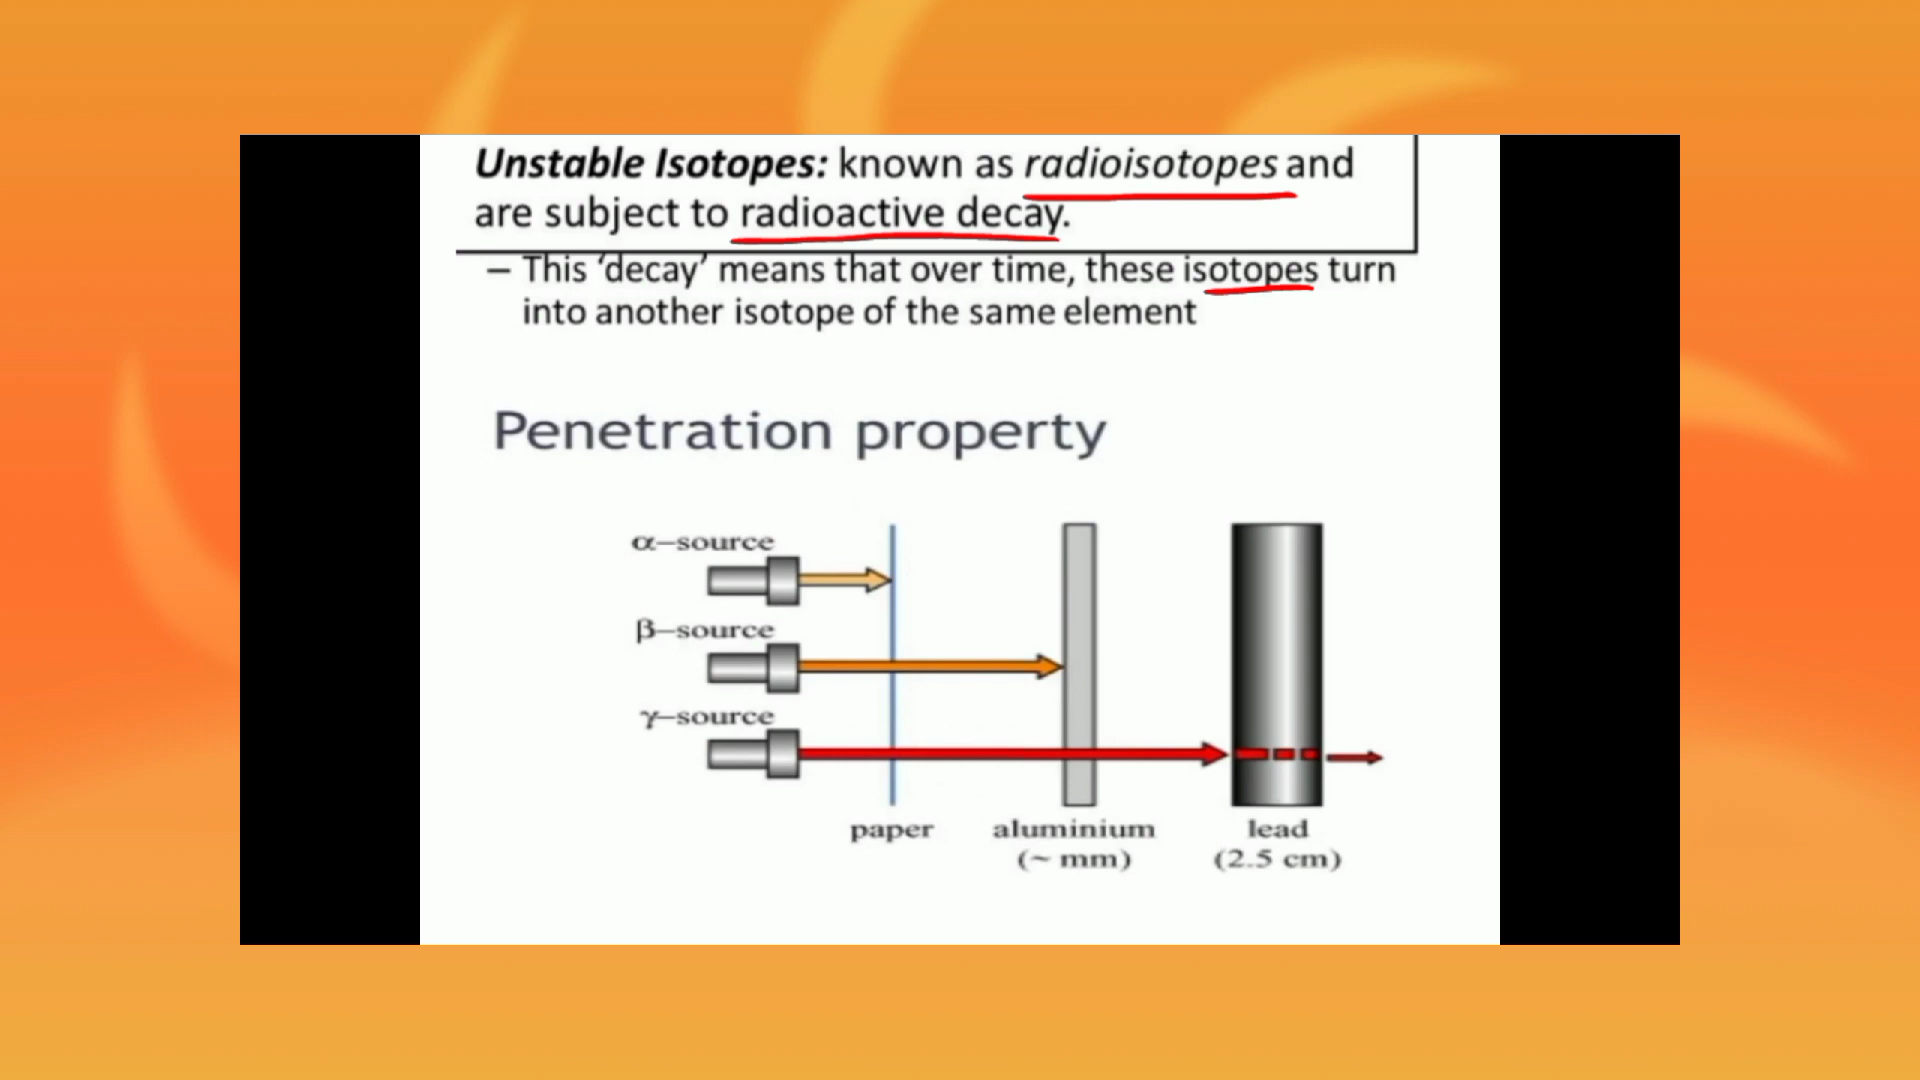 Unstable Isotopes: known as radioisotopes and
are subject to radioactive decay.
– This ‘decay’ means that over time, these isotopes turn
into another isotope of the same element
Penetration property
α–source
β–source
γ–source
paper
aluminium
(~ mm)
lead
(2.5 cm)